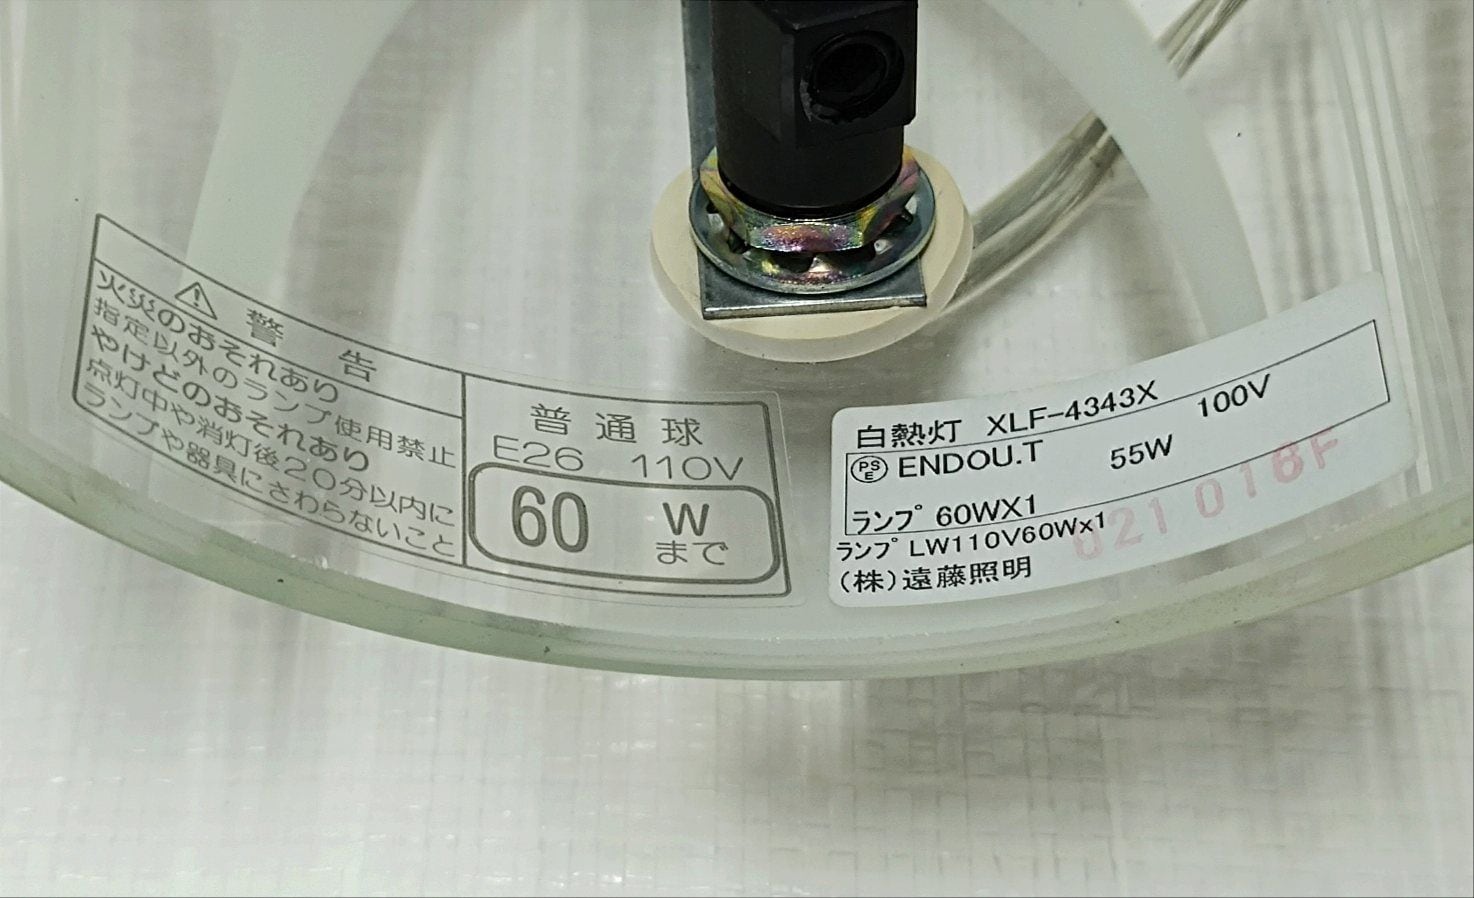 ⚠ 警告
火災のおそれあり
指定以外のランプ使用禁止
やけどのおそれあり
点灯中や消灯後20分以内に
ランプや器具にさわらないこと
普通球
E26 110V
60 W
まで
白熱灯 XLF-4343X
PSE ENDOU.T 55W 100V
ランプ 60WX1
ランプ LW110V60Wx1
(株)遠藤照明
021018F